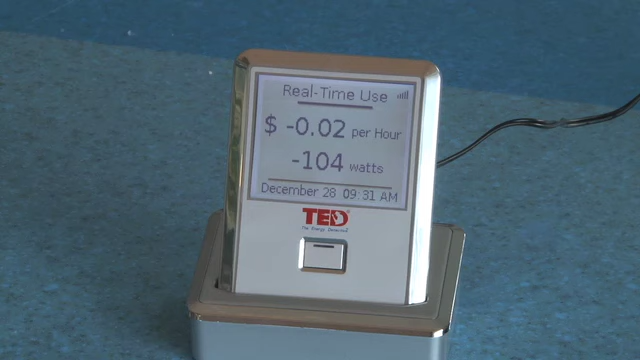 Real-Time Use
$ -0.02 per Hour
-104 watts
December 28 09:31 AM
TED
The Energy Detective